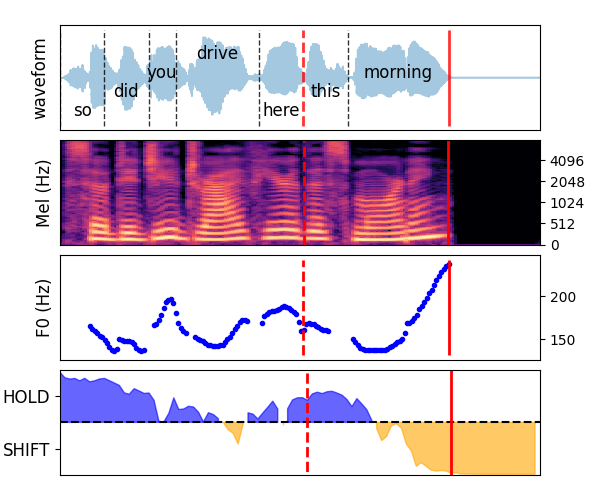 waveform
so
did
you
drive
here
this
morning
Mel (Hz)
4096
2048
1024
512
0
F0 (Hz)
200
150
HOLD
SHIFT